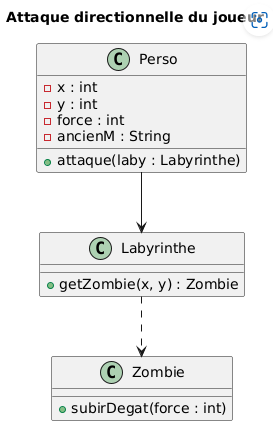 Attaque directionnelle du joueur
C Perso
x : int
y : int
force : int
ancienM : String
attaque(laby : Labyrinthe)
C Labyrinthe
getZombie(x, y) : Zombie
C Zombie
subirDegat(force : int)